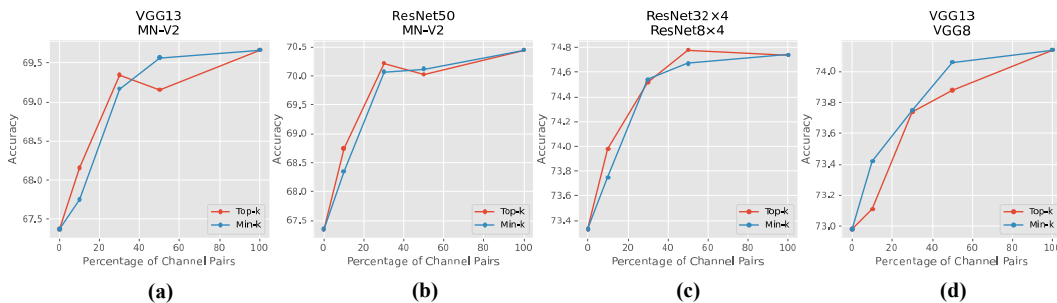 VGG13
MN-V2
Accuracy
69.5
69.0
68.5
68.0
67.5
0 20 40 60 80 100
Percentage of Channel Pairs
Top-k
Min-k
(a)
ResNet50
MN-V2
Accuracy
70.5
70.0
69.5
69.0
68.5
68.0
67.5
0 20 40 60 80 100
Percentage of Channel Pairs
Top-k
Min-k
(b)
ResNet32×4
ResNet8×4
Accuracy
74.8
74.6
74.4
74.2
74.0
73.8
73.6
73.4
0 20 40 60 80 100
Percentage of Channel Pairs
Top-k
Min-k
(c)
VGG13
VGG8
Accuracy
74.0
73.8
73.6
73.4
73.2
73.0
0 20 40 60 80 100
Percentage of Channel Pairs
Top-k
Min-k
(d)